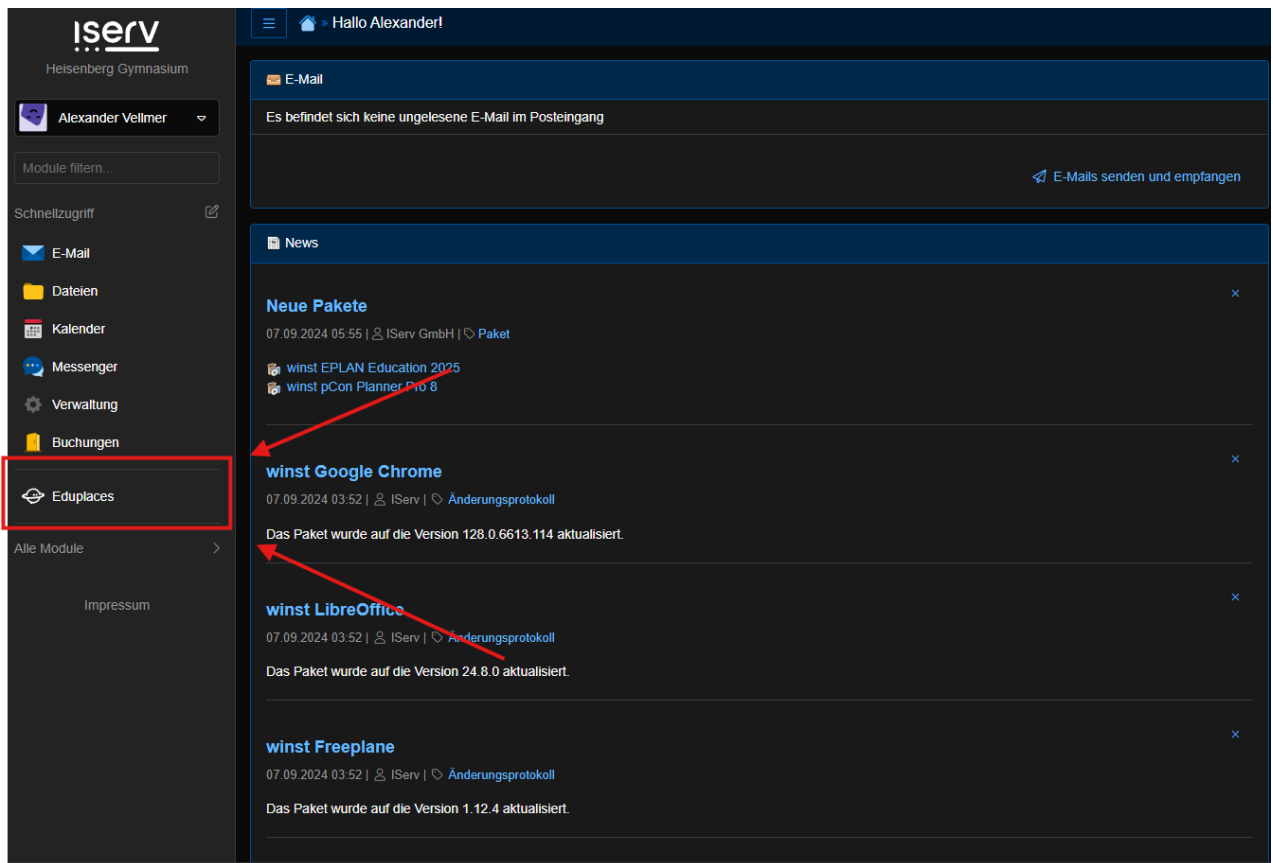 Iserv
Heisenberg Gymnasium
Alexander Vellmer
Module filtern...
Schnellzugriff
E-Mail
Dateien
Kalender
Messenger
Verwaltung
Buchungen
Eduplaces
Alle Module
Impressum
» Hallo Alexander!
E-Mail
Es befindet sich keine ungelesene E-Mail im Posteingang
E-Mails senden und empfangen
News
Neue Pakete
07.09.2024 05:55 | IServ GmbH | Paket
winst EPLAN Education 2025
winst pCon Planner Pro 8
winst Google Chrome
07.09.2024 03:52 | IServ | Änderungsprotokoll
Das Paket wurde auf die Version 128.0.6613.114 aktualisiert.
winst LibreOffice
07.09.2024 03:52 | IServ | Änderungsprotokoll
Das Paket wurde auf die Version 24.8.0 aktualisiert.
winst Freeplane
07.09.2024 03:52 | IServ | Änderungsprotokoll
Das Paket wurde auf die Version 1.12.4 aktualisiert.